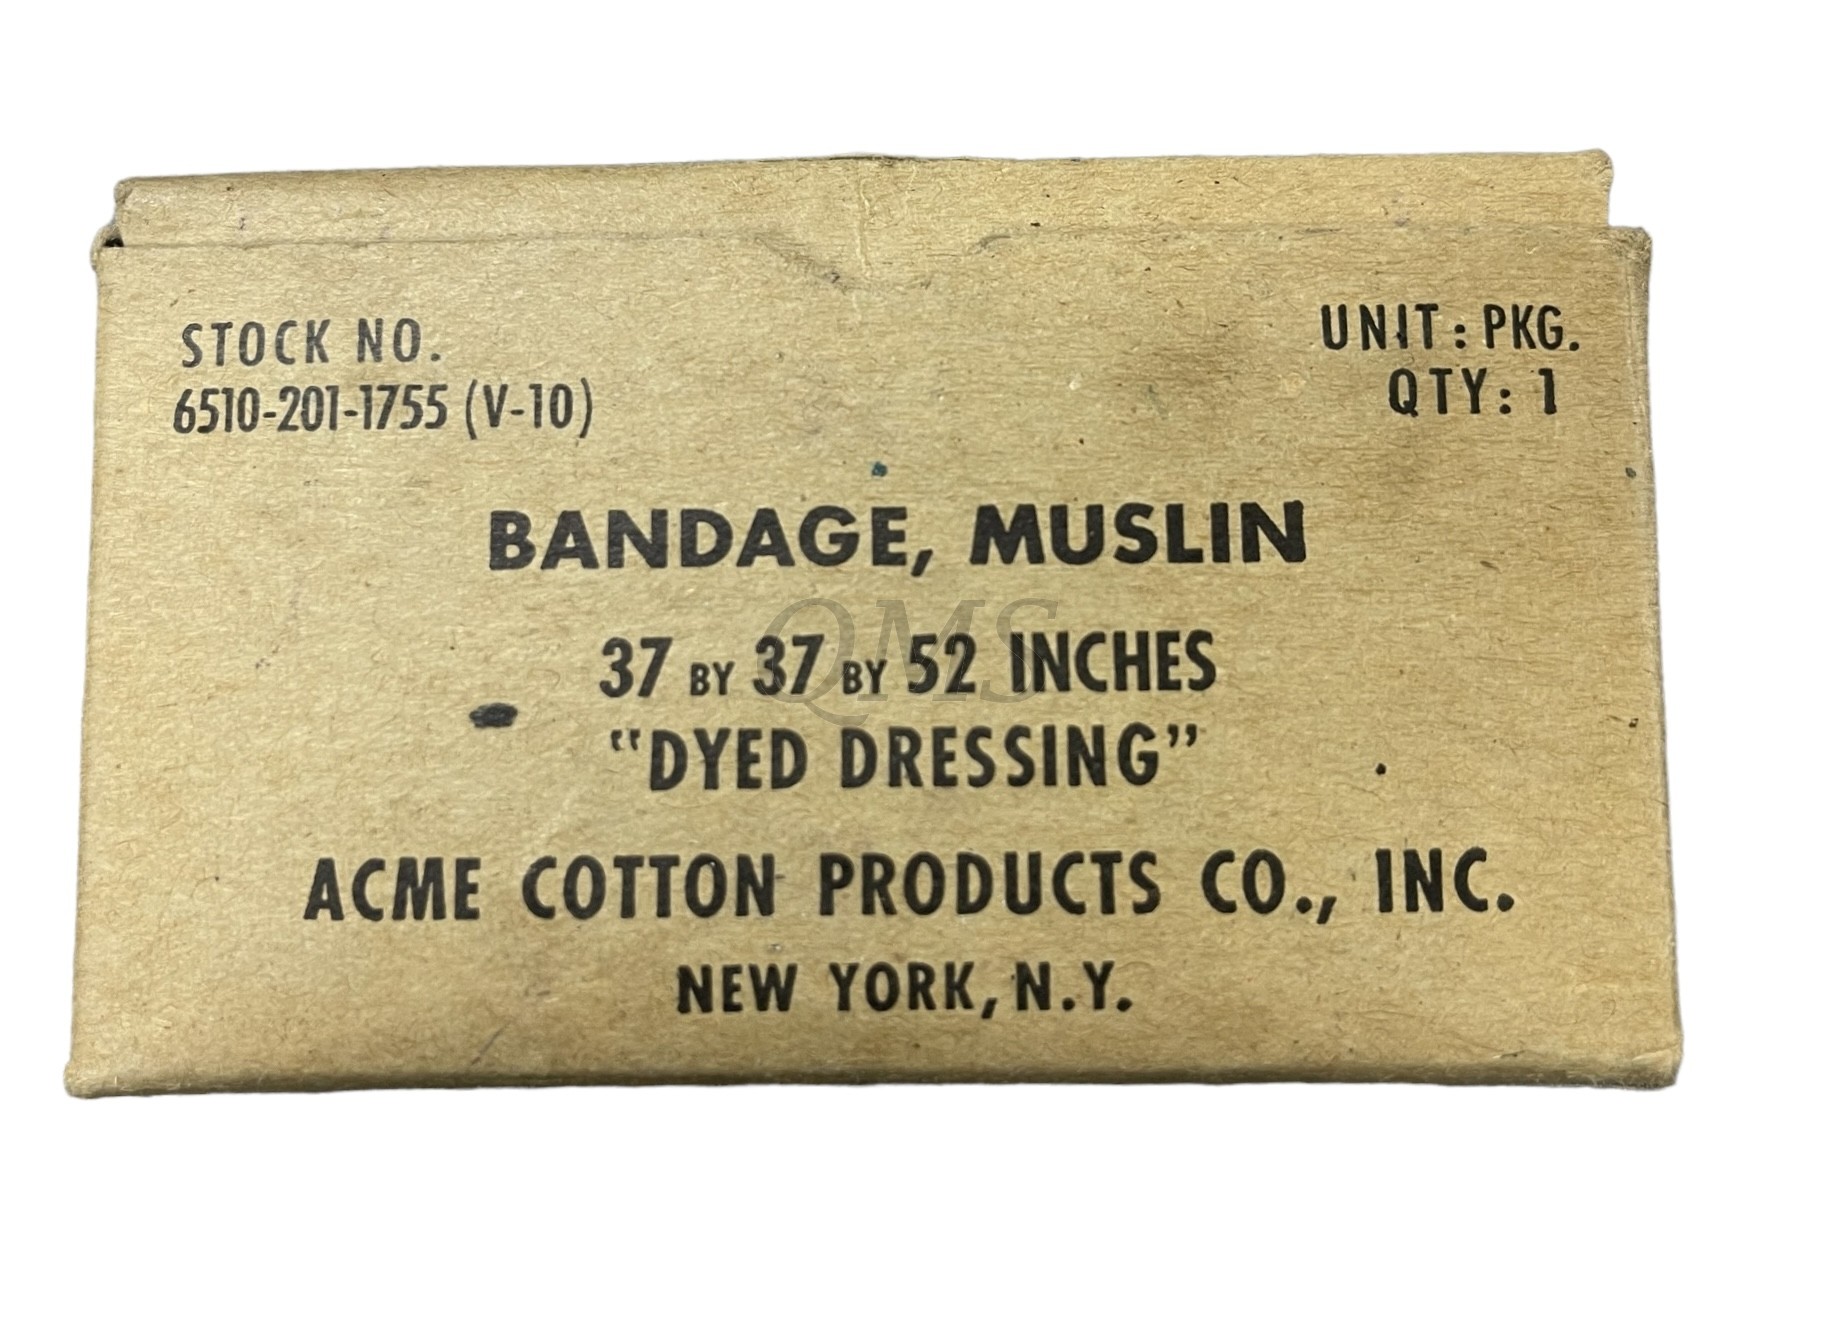 STOCK NO.
6510-201-1755 (V-10)
UNIT: PKG.
QTY: 1
BANDAGE, MUSLIN
37 BY 37 BY 52 INCHES
QMS
"DYED DRESSING"
ACME COTTON PRODUCTS CO., INC.
NEW YORK, N.Y.